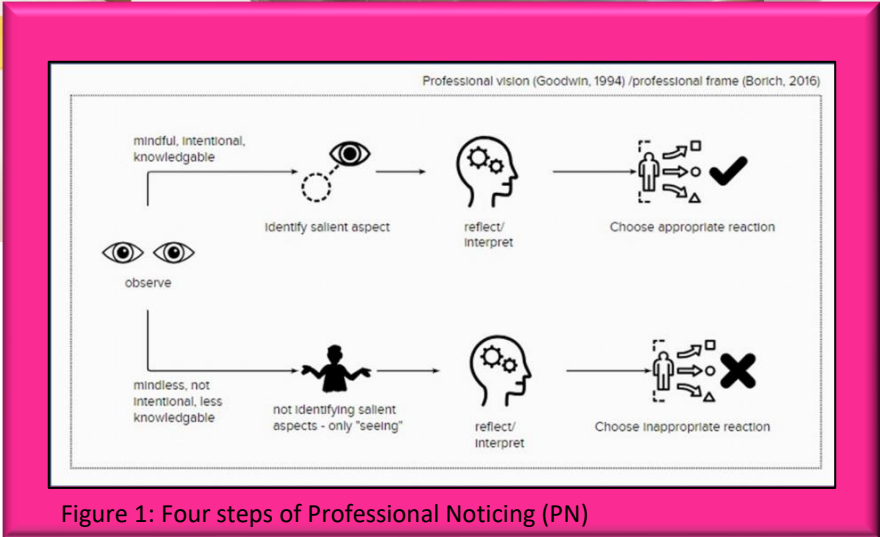 Professional vision (Goodwin, 1994) /professional frame (Borich, 2016)
mindful, intentional,
knowledgable
Identify salient aspect
reflect/
Interpret
Choose appropriate reaction
observe
mindless, not
Intentional, less
knowledgable
not identifying salient
aspects - only "seeing"
reflect/
Interpret
Choose inappropriate reaction
Figure 1: Four steps of Professional Noticing (PN)